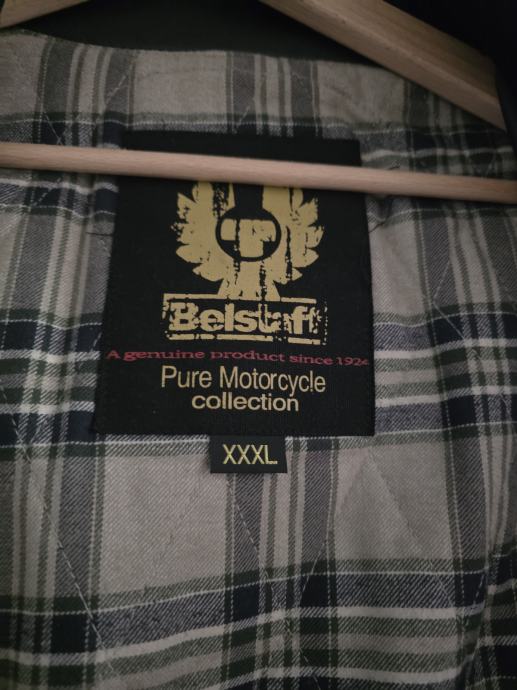 Belstaff
A genuine product since 1924
Pure Motorcycle
collection
XXXL